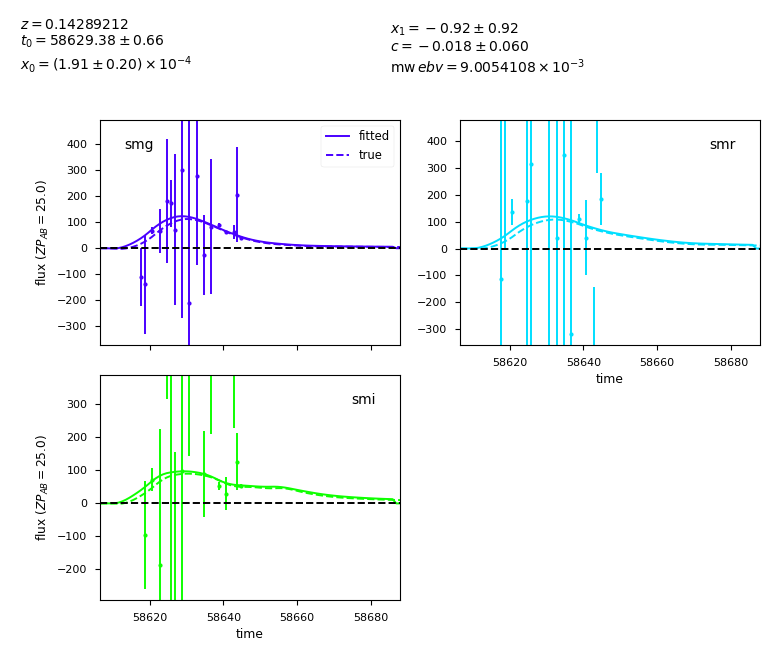 z = 0.14289212
t₀ = 58629.38 ± 0.66
x₀ = (1.91 ± 0.20) × 10⁻⁴
x₁ = −0.92 ± 0.92
c = −0.018 ± 0.060
mw ebv = 9.0054108 × 10⁻³
smg
fitted
true
400
300
200
100
0
−100
−200
−300
flux (ZP_AB = 25.0)
smr
400
300
200
100
0
−100
−200
−300
58620 58640 58660 58680
time
smi
300
200
100
0
−100
−200
flux (ZP_AB = 25.0)
58620 58640 58660 58680
time